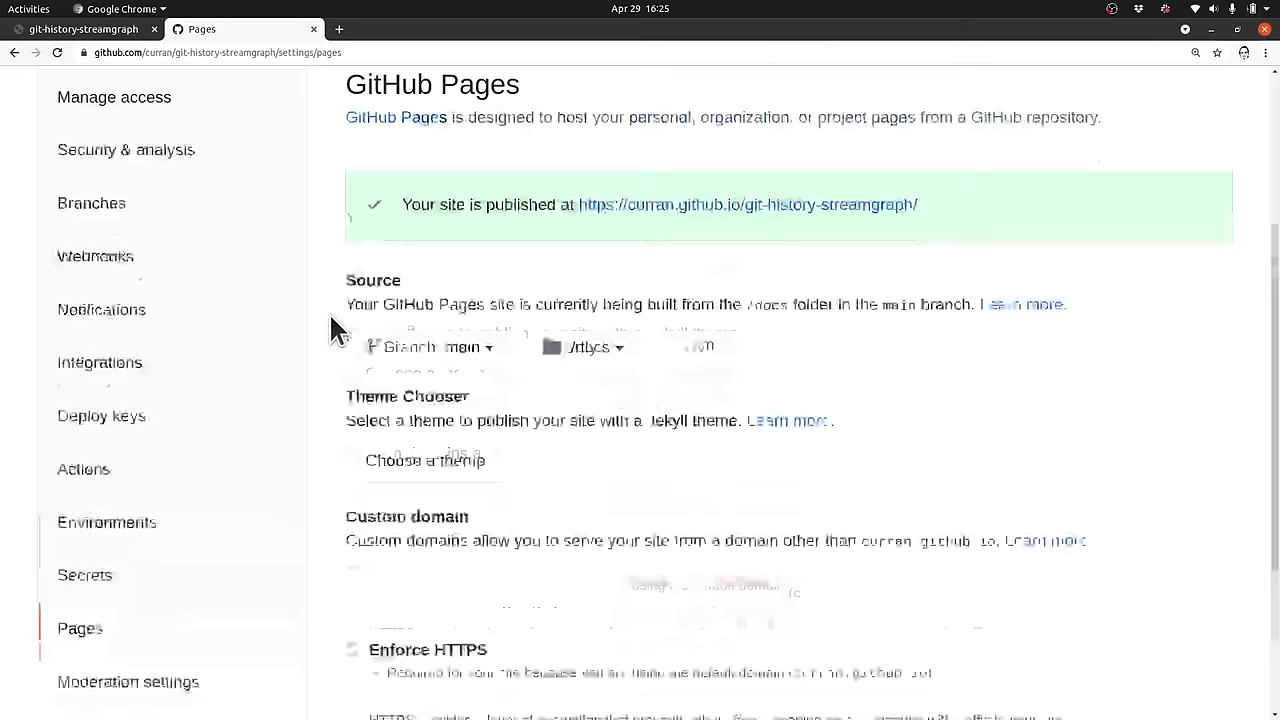 Activities
Google Chrome
Apr 29 16:25
git-history-streamgraph
Pages
github.com/curran/git-history-streamgraph/settings/pages
Manage access
Security & analysis
Branches
Webhooks
Notifications
Integrations
Deploy keys
Actions
Environments
Secrets
Pages
Moderation settings
GitHub Pages
GitHub Pages is designed to host your personal, organization, or project pages from a GitHub repository.
Your site is published at https://curran.github.io/git-history-streamgraph/
Source
Your GitHub Pages site is currently being built from the /docs folder in the main branch. Learn more.
Branch: main
/docs
Theme Chooser
Select a theme to publish your site with a Jekyll theme. Learn more.
Choose a theme
Custom domain
Custom domains allow you to serve your site from a domain other than curran.github.io. Learn more
Enforce HTTPS